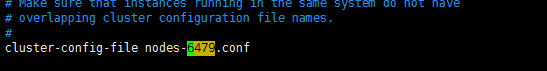 # Make sure that instances running in the same system do not have
# overlapping cluster configuration file names.
#
cluster-config-file nodes-6479.conf